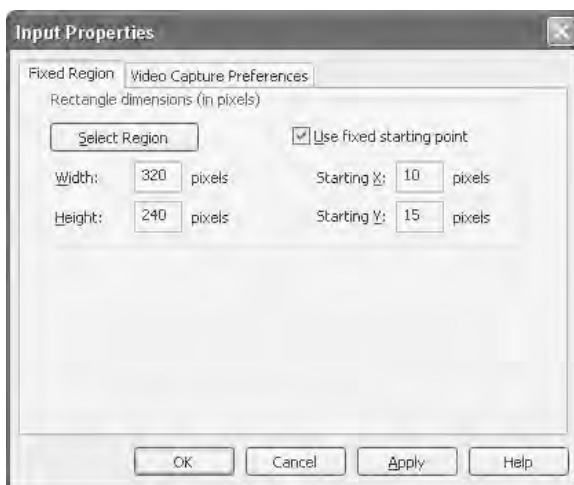 Input Properties
Fixed Region
Video Capture Preferences
Rectangle dimensions (in pixels)
Select Region
Use fixed starting point
Width: 320 pixels
Starting X: 10 pixels
Height: 240 pixels
Starting Y: 15 pixels
OK
Cancel
Apply
Help